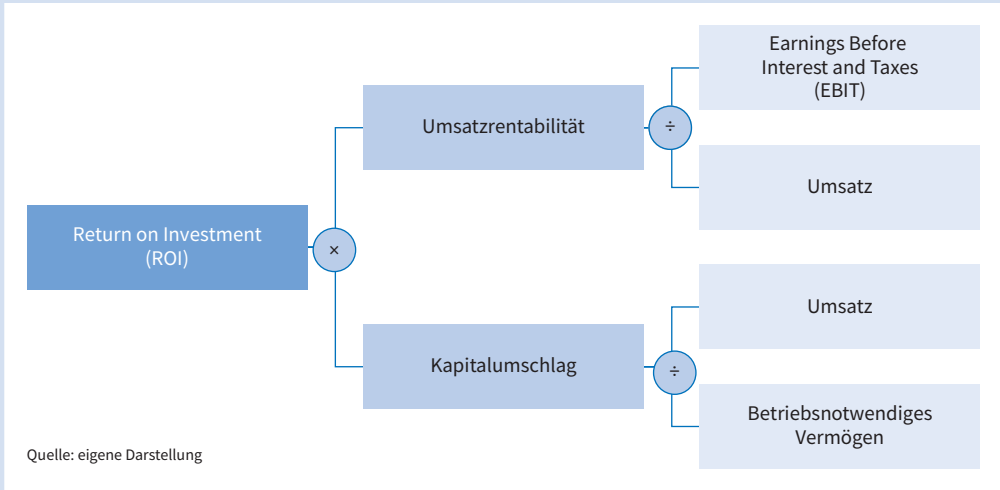 Earnings Before
Interest and Taxes
(EBIT)
Umsatzrentabilität
÷
Umsatz
Return on Investment
(ROI)
×
Umsatz
Kapitalumschlag
÷
Betriebsnotwendiges
Vermögen
Quelle: eigene Darstellung